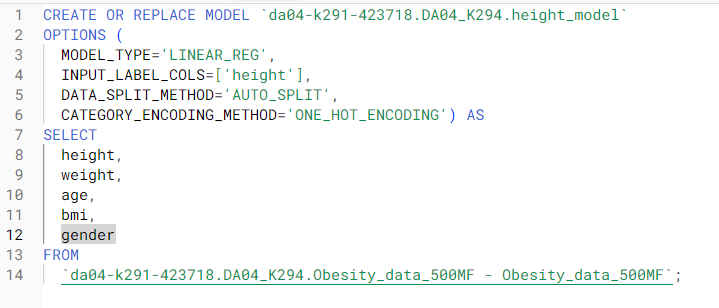 1 CREATE OR REPLACE MODEL `da04-k291-423718.DA04_K294.height_model`
2 OPTIONS (
3 MODEL_TYPE='LINEAR_REG',
4 INPUT_LABEL_COLS=['height'],
5 DATA_SPLIT_METHOD='AUTO_SPLIT',
6 CATEGORY_ENCODING_METHOD='ONE_HOT_ENCODING') AS
7 SELECT
8 height,
9 weight,
10 age,
11 bmi,
12 gender
13 FROM
14 `da04-k291-423718.DA04_K294.Obesity_data_500MF - Obesity_data_500MF`;